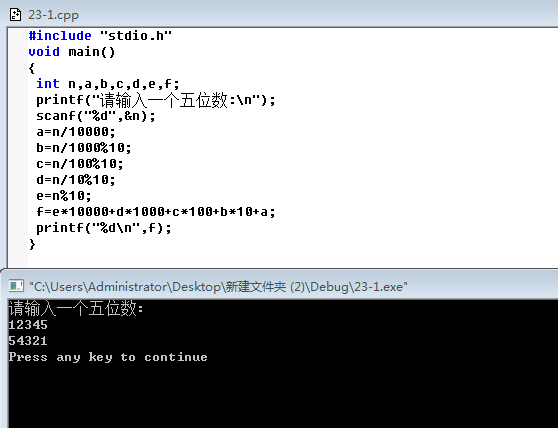 23-1.cpp
#include "stdio.h"
void main()
{
int n,a,b,c,d,e,f;
printf("请输入一个五位数:\n");
scanf("%d",&n);
a=n/10000;
b=n/1000%10;
c=n/100%10;
d=n/10%10;
e=n%10;
f=e*10000+d*1000+c*100+b*10+a;
printf("%d\n",f);
}
"C:\Users\Administrator\Desktop\新建文件夹 (2)\Debug\23-1.exe"
请输入一个五位数:
12345
54321
Press any key to continue